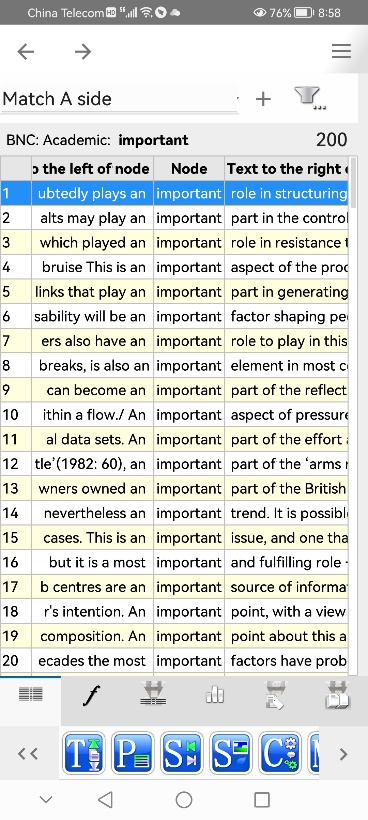 China Telecom HD 76% 8:58
Match A side
BNC: Academic: important 200
o the left of node Node Text to the right
1 ubtedly plays an important role in structuring
2 alts may play an important part in the control
3 which played an important role in resistance
4 bruise This is an important aspect of the proc
5 links that play an important part in generating
6 sability will be an important factor shaping pe
7 ers also have an important role to play in this
8 breaks, is also an important element in most c
9 can become an important part of the reflect
10 ithin a flow./ An important aspect of pressure
11 al data sets. An important part of the effort
12 tle’(1982: 60), an important part of the ‘arms
13 wners owned an important part of the British
14 nevertheless an important trend. It is possibl
15 cases. This is an important issue, and one tha
16 but it is a most important and fulfilling role
17 b centres are an important source of informa
18 r's intention. An important point, with a view
19 composition. An important point about this a
20 ecades the most important factors have prob
f
T P S S C